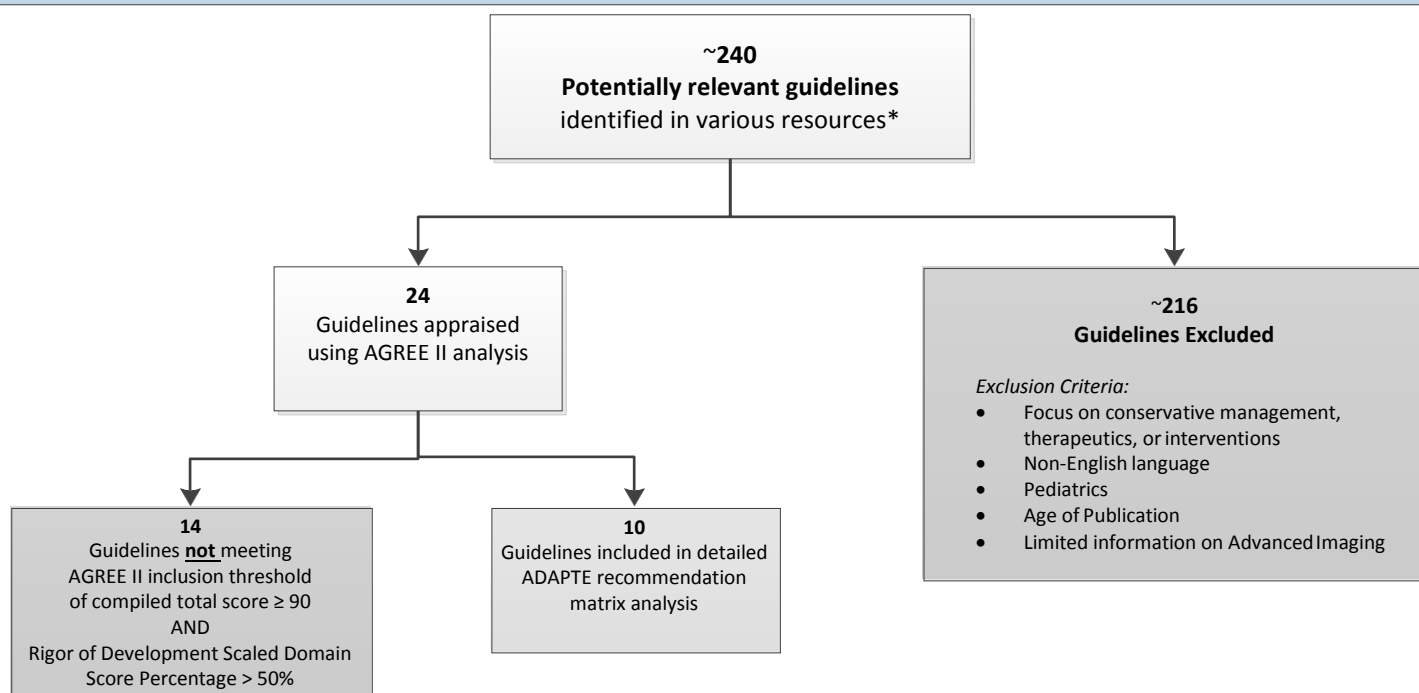 ~240
Potentially relevant guidelines
identified in various resources*
24
Guidelines appraised
using AGREE II analysis
~216
Guidelines Excluded
Exclusion Criteria:
• Focus on conservative management,
therapeutics, or interventions
• Non-English language
• Pediatrics
• Age of Publication
• Limited information on Advanced Imaging
14
Guidelines not meeting
AGREE II inclusion threshold
of compiled total score ≥ 90
AND
Rigor of Development Scaled Domain
Score Percentage > 50%
10
Guidelines included in detailed
ADAPTE recommendation
matrix analysis